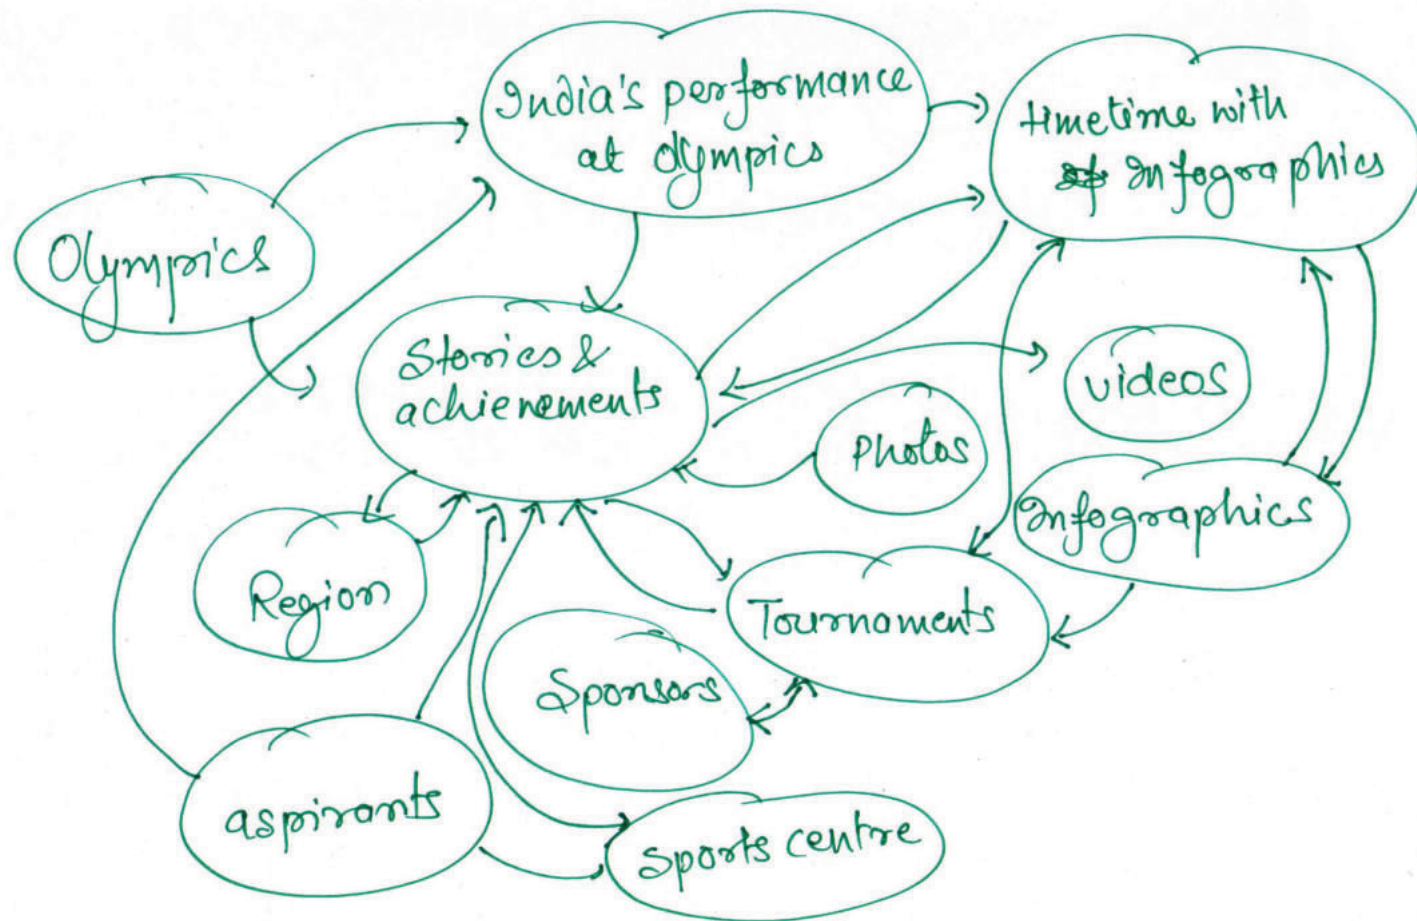 India's performance
at olympics
timetime with
Infographics
Olympics
Stories &
achievements
videos
Photos
Infographics
Region
Tournaments
Sponsors
aspirants
Sports centre